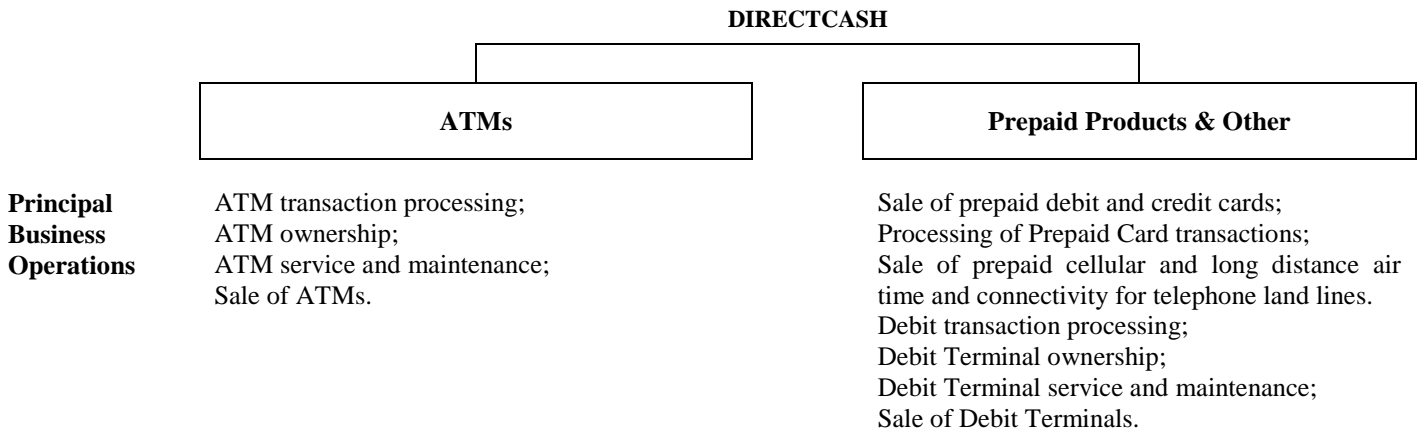 DIRECTCASH
ATMs
Prepaid Products & Other
Principal
Business
Operations
ATM transaction processing;
ATM ownership;
ATM service and maintenance;
Sale of ATMs.
Sale of prepaid debit and credit cards;
Processing of Prepaid Card transactions;
Sale of prepaid cellular and long distance air
time and connectivity for telephone land lines.
Debit transaction processing;
Debit Terminal ownership;
Debit Terminal service and maintenance;
Sale of Debit Terminals.